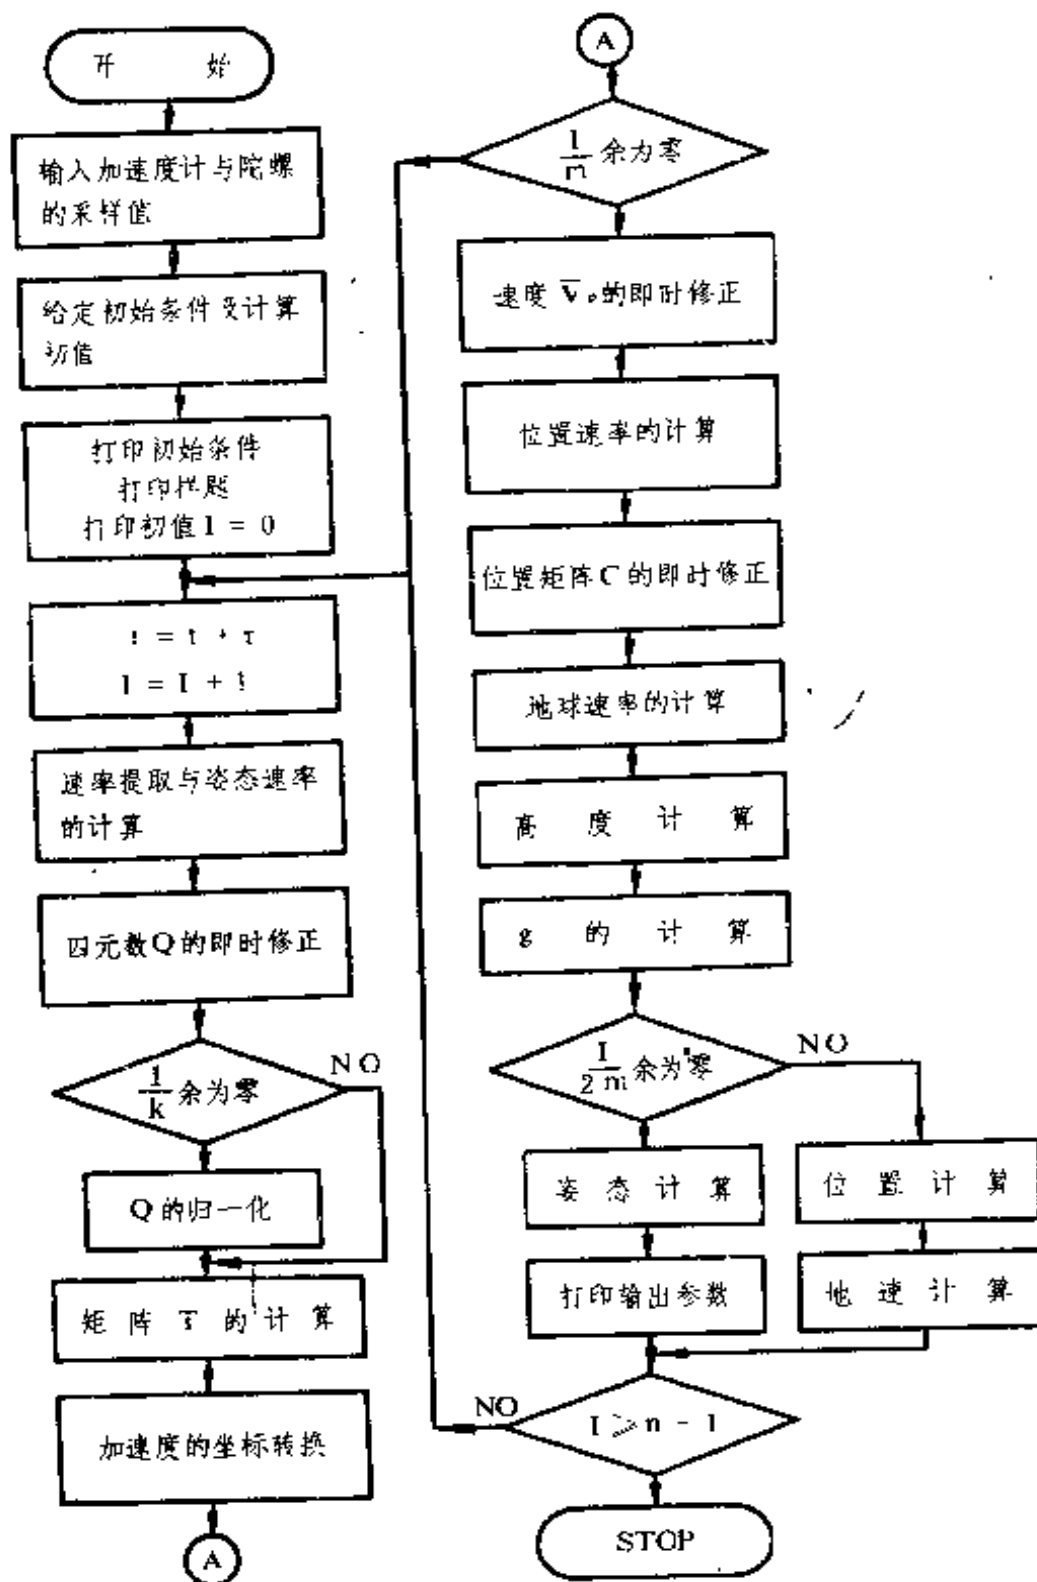 开 始
输入加速度计与陀螺
的采样值
给定初始条件及计算
初值
打印初始条件
打印
打印初值I = 0
t = t + τ
I = I + 1
速率提取与姿态速率
的计算
四元数Q的即时修正
I/k 余为零
NO
Q的归一化
矩 阵 的 计 算
加速度的坐标转换
A
A
I/m 余为零
速度 V 的即时修正
位置速率的计算
位置矩阵C的即时修正
地球速率的计算
高 度 计 算
g 的 计 算
I/2m 余为零
NO
姿 态 计 算
位 置 计 算
打印输出参数
地 速 计 算
NO
I ≥ n - 1
STOP